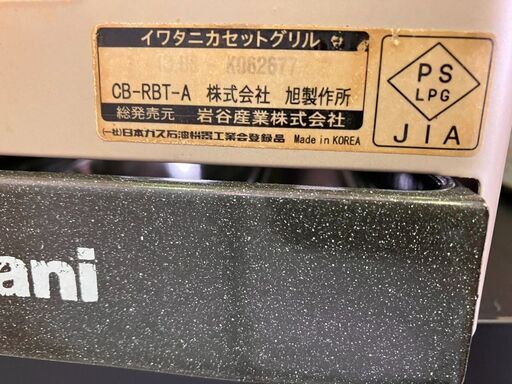 イワタニカセットグリル
K062677
CB-RBT-A 株式会社 旭製作所
総発売元 岩谷産業株式会社
(一社)日本ガス石油機器工業会登録品 Made in KOREA
PS
LPG
JIA
ani